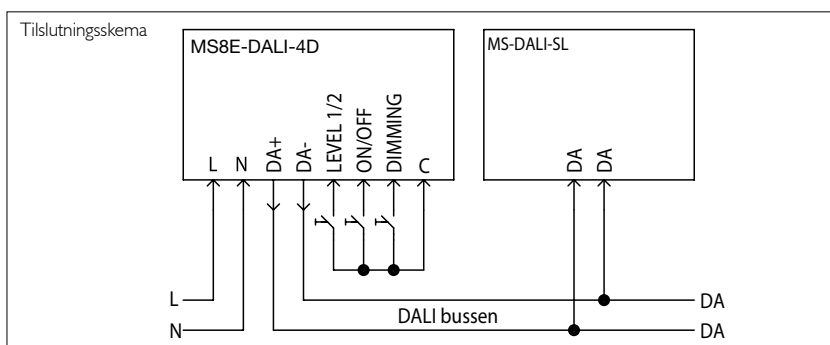 Tilslutningsskema
MS8E-DALI-4D
MS-DALI-SL
L
N
DA+
DA-
LEVEL 1/2
ON/OFF
DIMMING
C
DA
DA
L
DA
DALI bussen
N
DA